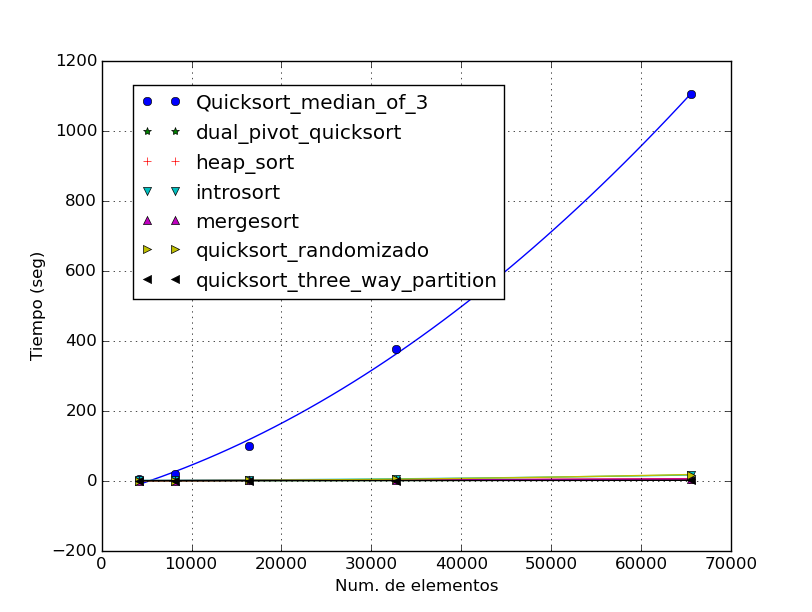 1200
1000
800
600
400
200
0
−200
Tiempo (seg)
Quicksort_median_of_3
dual_pivot_quicksort
heap_sort
introsort
mergesort
quicksort_randomizado
quicksort_three_way_partition
0 10000 20000 30000 40000 50000 60000 70000
Num. de elementos